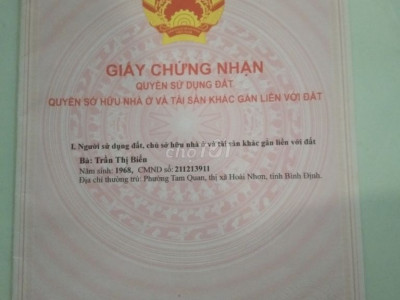 GIẤY CHỨNG NHẬN
QUYỀN SỬ DỤNG ĐẤT
QUYỀN SỞ HỮU NHÀ Ở VÀ TÀI SẢN KHÁC GẮN LIỀN VỚI ĐẤT
I. Người sử dụng đất, chủ sở hữu nhà ở và tài sản khác gắn liền với đất
Bà: Trần Thị Biển
Năm sinh: 1968, CMND số: 211213911
Địa chỉ thường trú: Phường Tam Quan, thị xã Hoài Nhơn, tỉnh Bình Định.